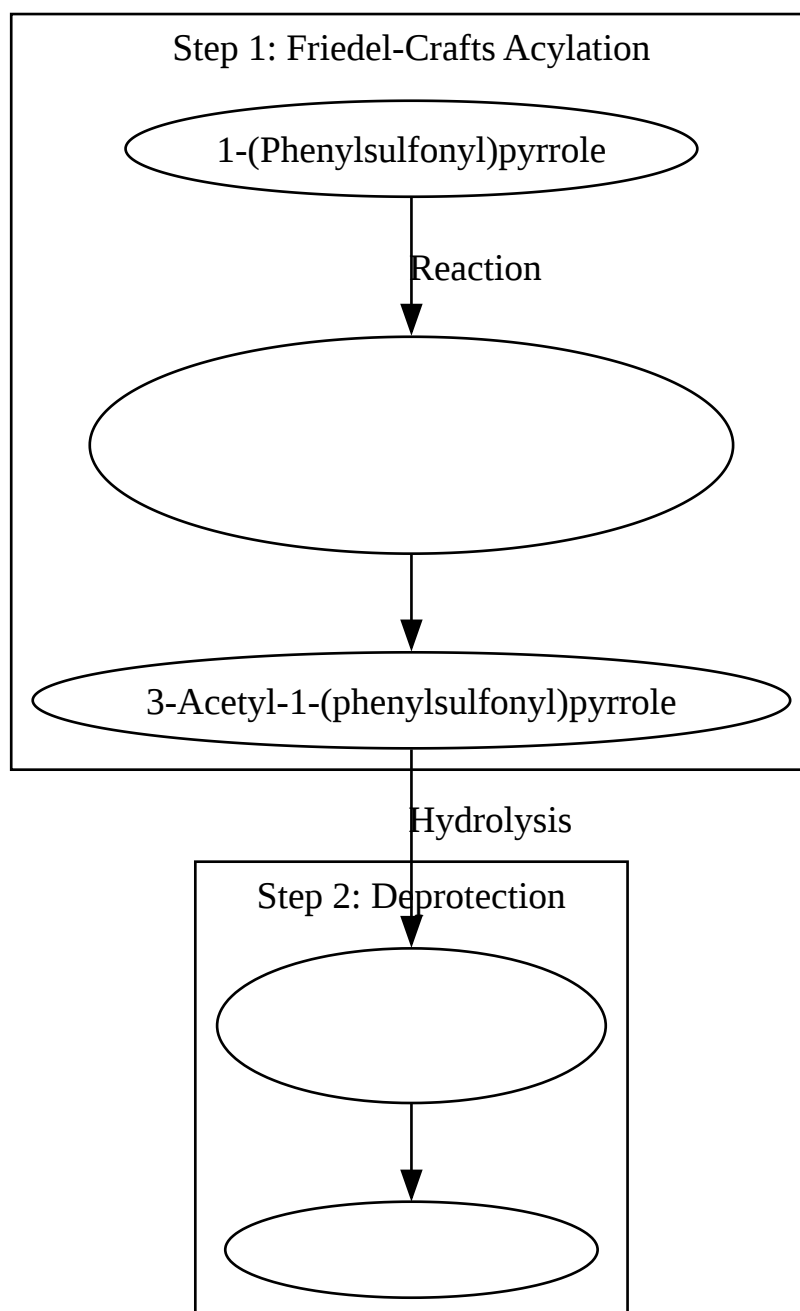 Step 1: Friedel-Crafts Acylation
1-(Phenylsulfonyl)pyrrole
Reaction
3-Acetyl-1-(phenylsulfonyl)pyrrole
Hydrolysis
Step 2: Deprotection